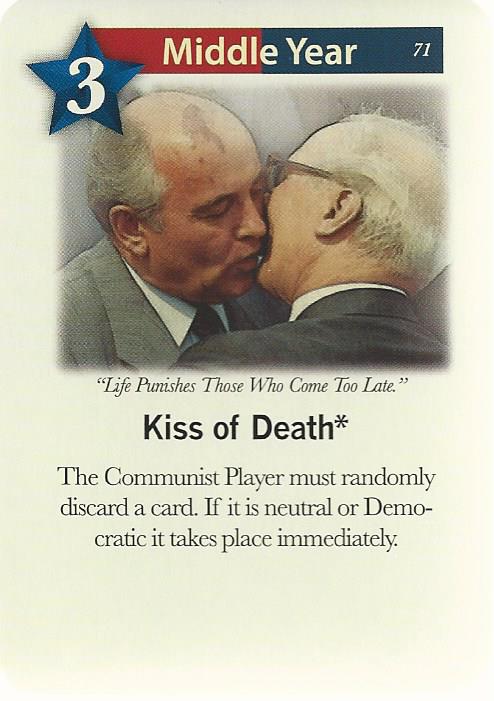 3
Middle Year
71
“Life Punishes Those Who Come Too Late.”
Kiss of Death*
The Communist Player must randomly
discard a card. If it is neutral or Demo-
cratic it takes place immediately.